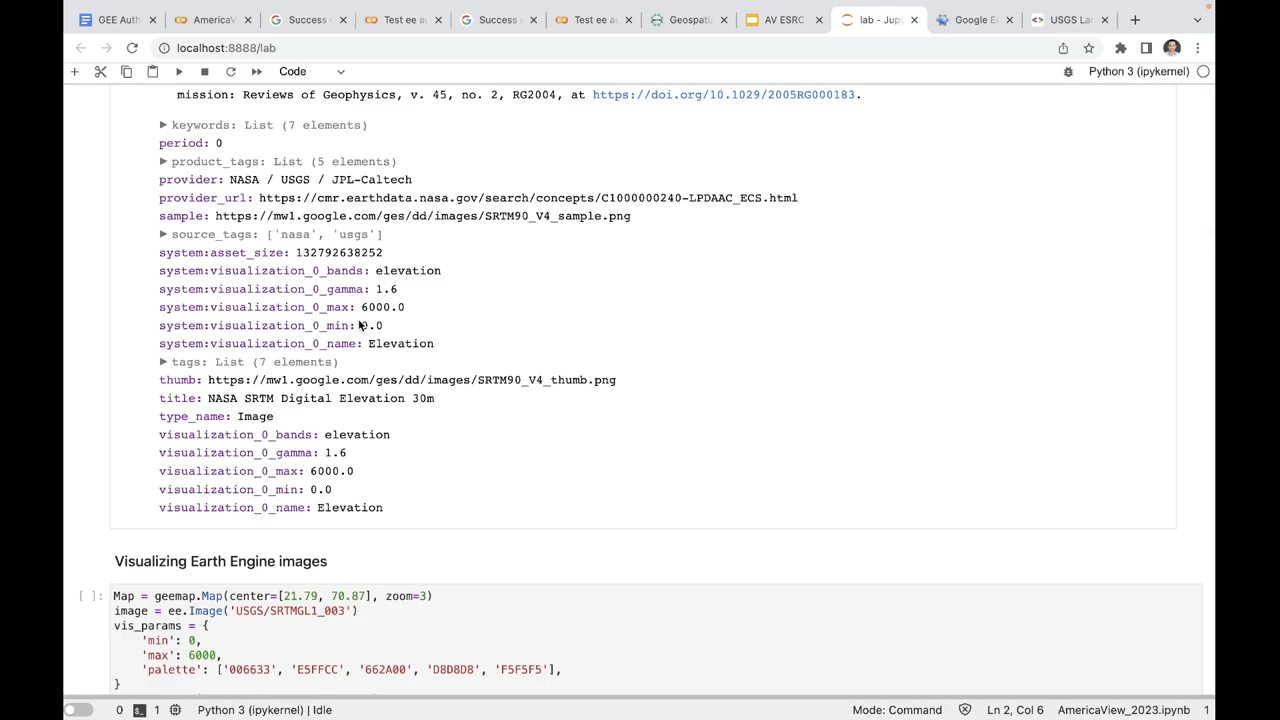 GEE Auth
AmericaV
Success
Test ee au
Success
Test ee au
Geospati
AV ESRC
lab - Jupy
Google E
USGS La
localhost:8888/lab
Code
Python 3 (ipykernel)
mission: Reviews of Geophysics, v. 45, no. 2, RG2004, at https://doi.org/10.1029/2005RG000183.
keywords: List (7 elements)
period: 0
product_tags: List (5 elements)
provider: NASA / USGS / JPL-Caltech
provider_url: https://cmr.earthdata.nasa.gov/search/concepts/C1000000240-LPDAAC_ECS.html
sample: https://mw1.google.com/ges/dd/images/SRTM90_V4_sample.png
source_tags: ['nasa', 'usgs']
system:asset_size: 132792638252
system:visualization_0_bands: elevation
system:visualization_0_gamma: 1.6
system:visualization_0_max: 6000.0
system:visualization_0_min: 0.0
system:visualization_0_name: Elevation
tags: List (7 elements)
thumb: https://mw1.google.com/ges/dd/images/SRTM90_V4_thumb.png
title: NASA SRTM Digital Elevation 30m
type_name: Image
visualization_0_bands: elevation
visualization_0_gamma: 1.6
visualization_0_max: 6000.0
visualization_0_min: 0.0
visualization_0_name: Elevation
Visualizing Earth Engine images
[ ]: Map = geemap.Map(center=[21.79, 70.87], zoom=3)
image = ee.Image('USGS/SRTMGL1_003')
vis_params = {
'min': 0,
'max': 6000,
'palette': ['006633', 'E5FFCC', '662A00', 'D8D8D8', 'F5F5F5'],
}
0 1 Python 3 (ipykernel) | Idle Mode: Command Ln 2, Col 6 AmericaView_2023.ipynb 1